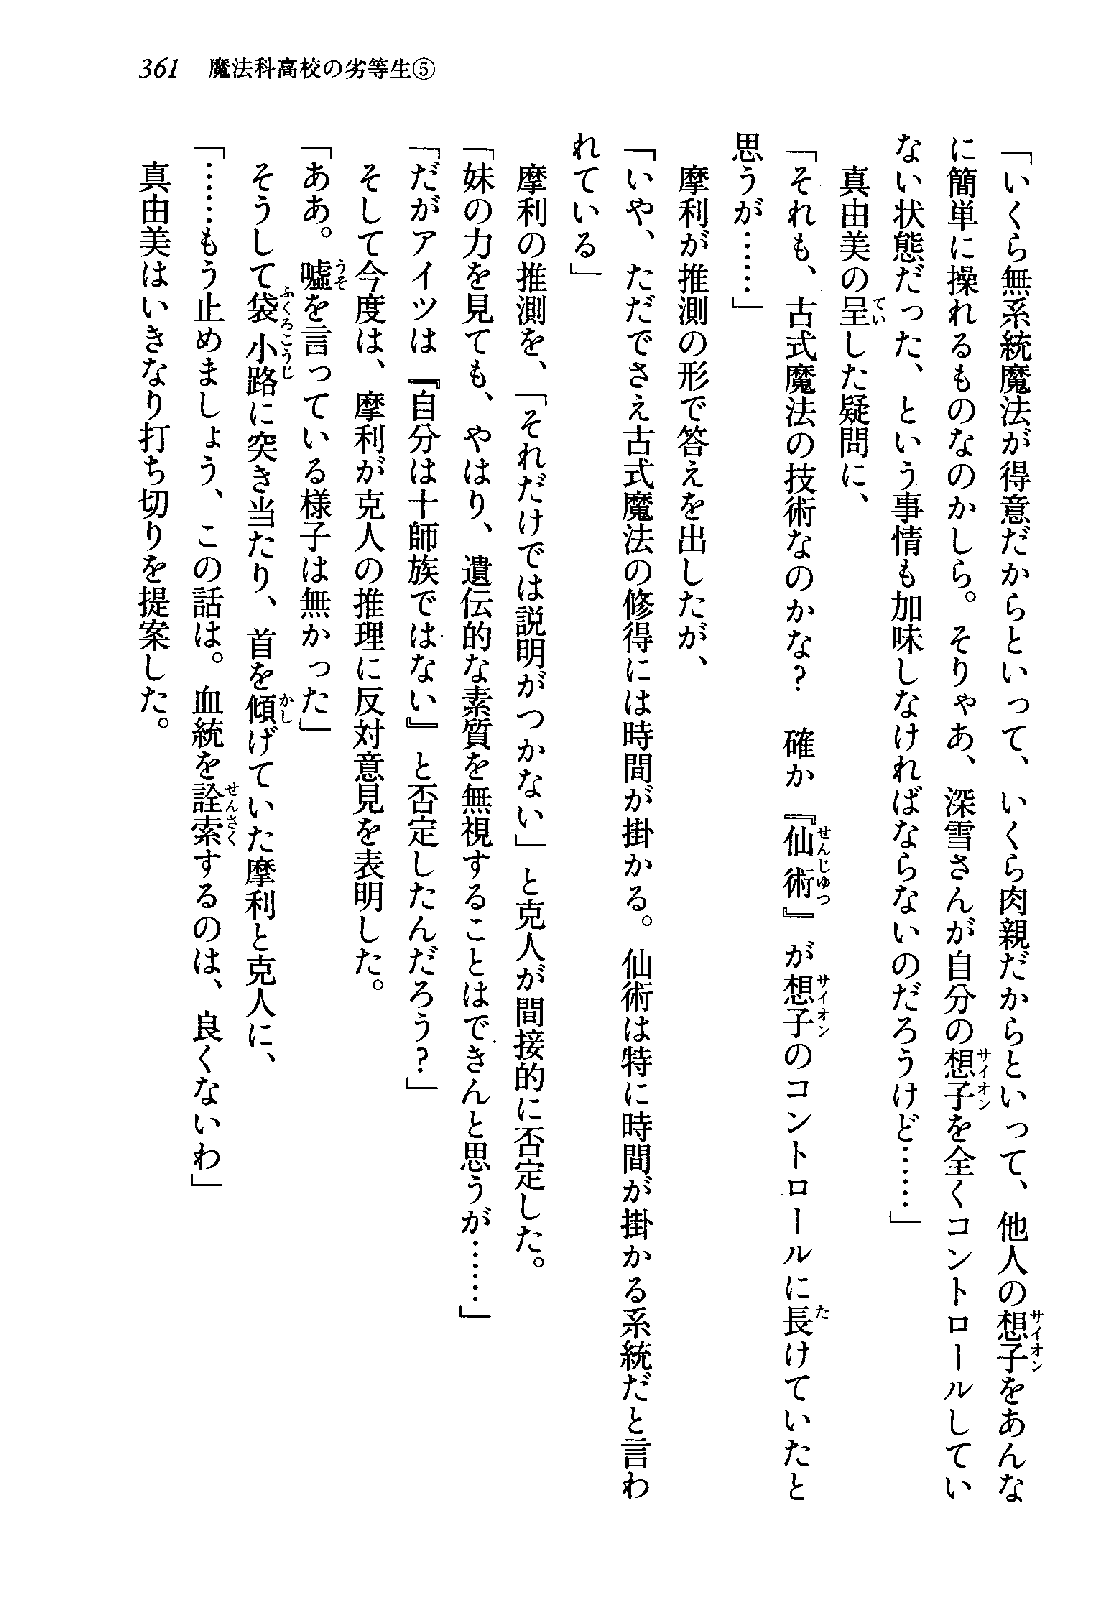 361 魔法科高校の劣等生⑤
「いくら無系統魔法が得意だからといって、いくら肉親だからといって、他人の想子をあんな
に簡単に操れるものなのかしら。そりゃあ、深雪さんが自分の想子を全くコントロールしてい
ない状態だった、という事情も加味しなければならないのだろうけど……」
真由美の呈した疑問に、
「それも、古式魔法の技術なのかな？　確か『仙術』が想子のコントロールに長けていたと
思うが……」
摩利が推測の形で答えを出したが、
「いや、ただでさえ古式魔法の修得には時間が掛かる。仙術は特に時間が掛かる系統だと言わ
れている」
摩利の推測を、「それだけでは説明がつかない」と克人が間接的に否定した。
「妹の力を見ても、やはり、遺伝的な素質を無視することはできんと思うが……」
「だがアイツは『自分は十師族ではない』と否定したんだろう？」
そして今度は、摩利が克人の推理に反対意見を表明した。
「ああ。嘘を言っている様子は無かった」
そうして袋小路に突き当たり、首を傾げていた摩利と克人に、
「……もう止めましょう、この話は。血統を詮索するのは、良くないわ」
真由美はいきなり打ち切りを提案した。